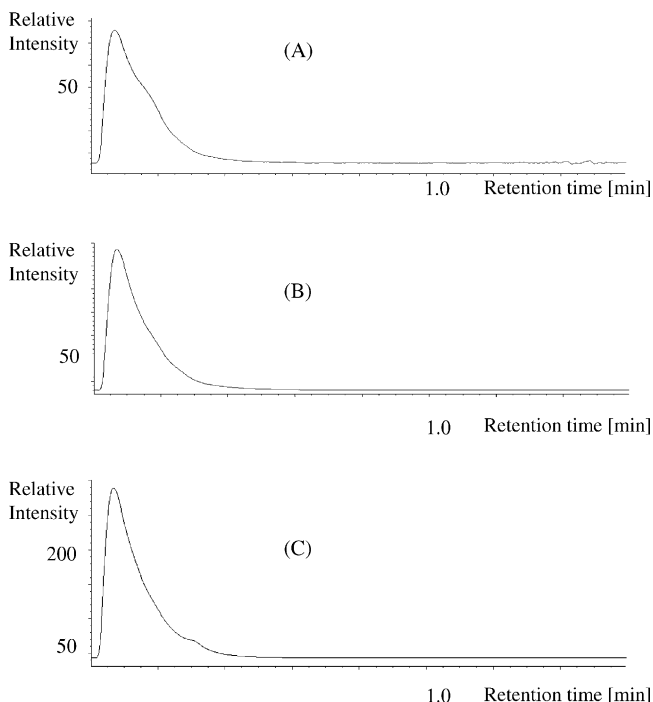 Relative
Intensity
(A)
50
1.0 Retention time [min]
Relative
Intensity
(B)
50
1.0 Retention time [min]
Relative
Intensity
200
(C)
50
1.0 Retention time [min]